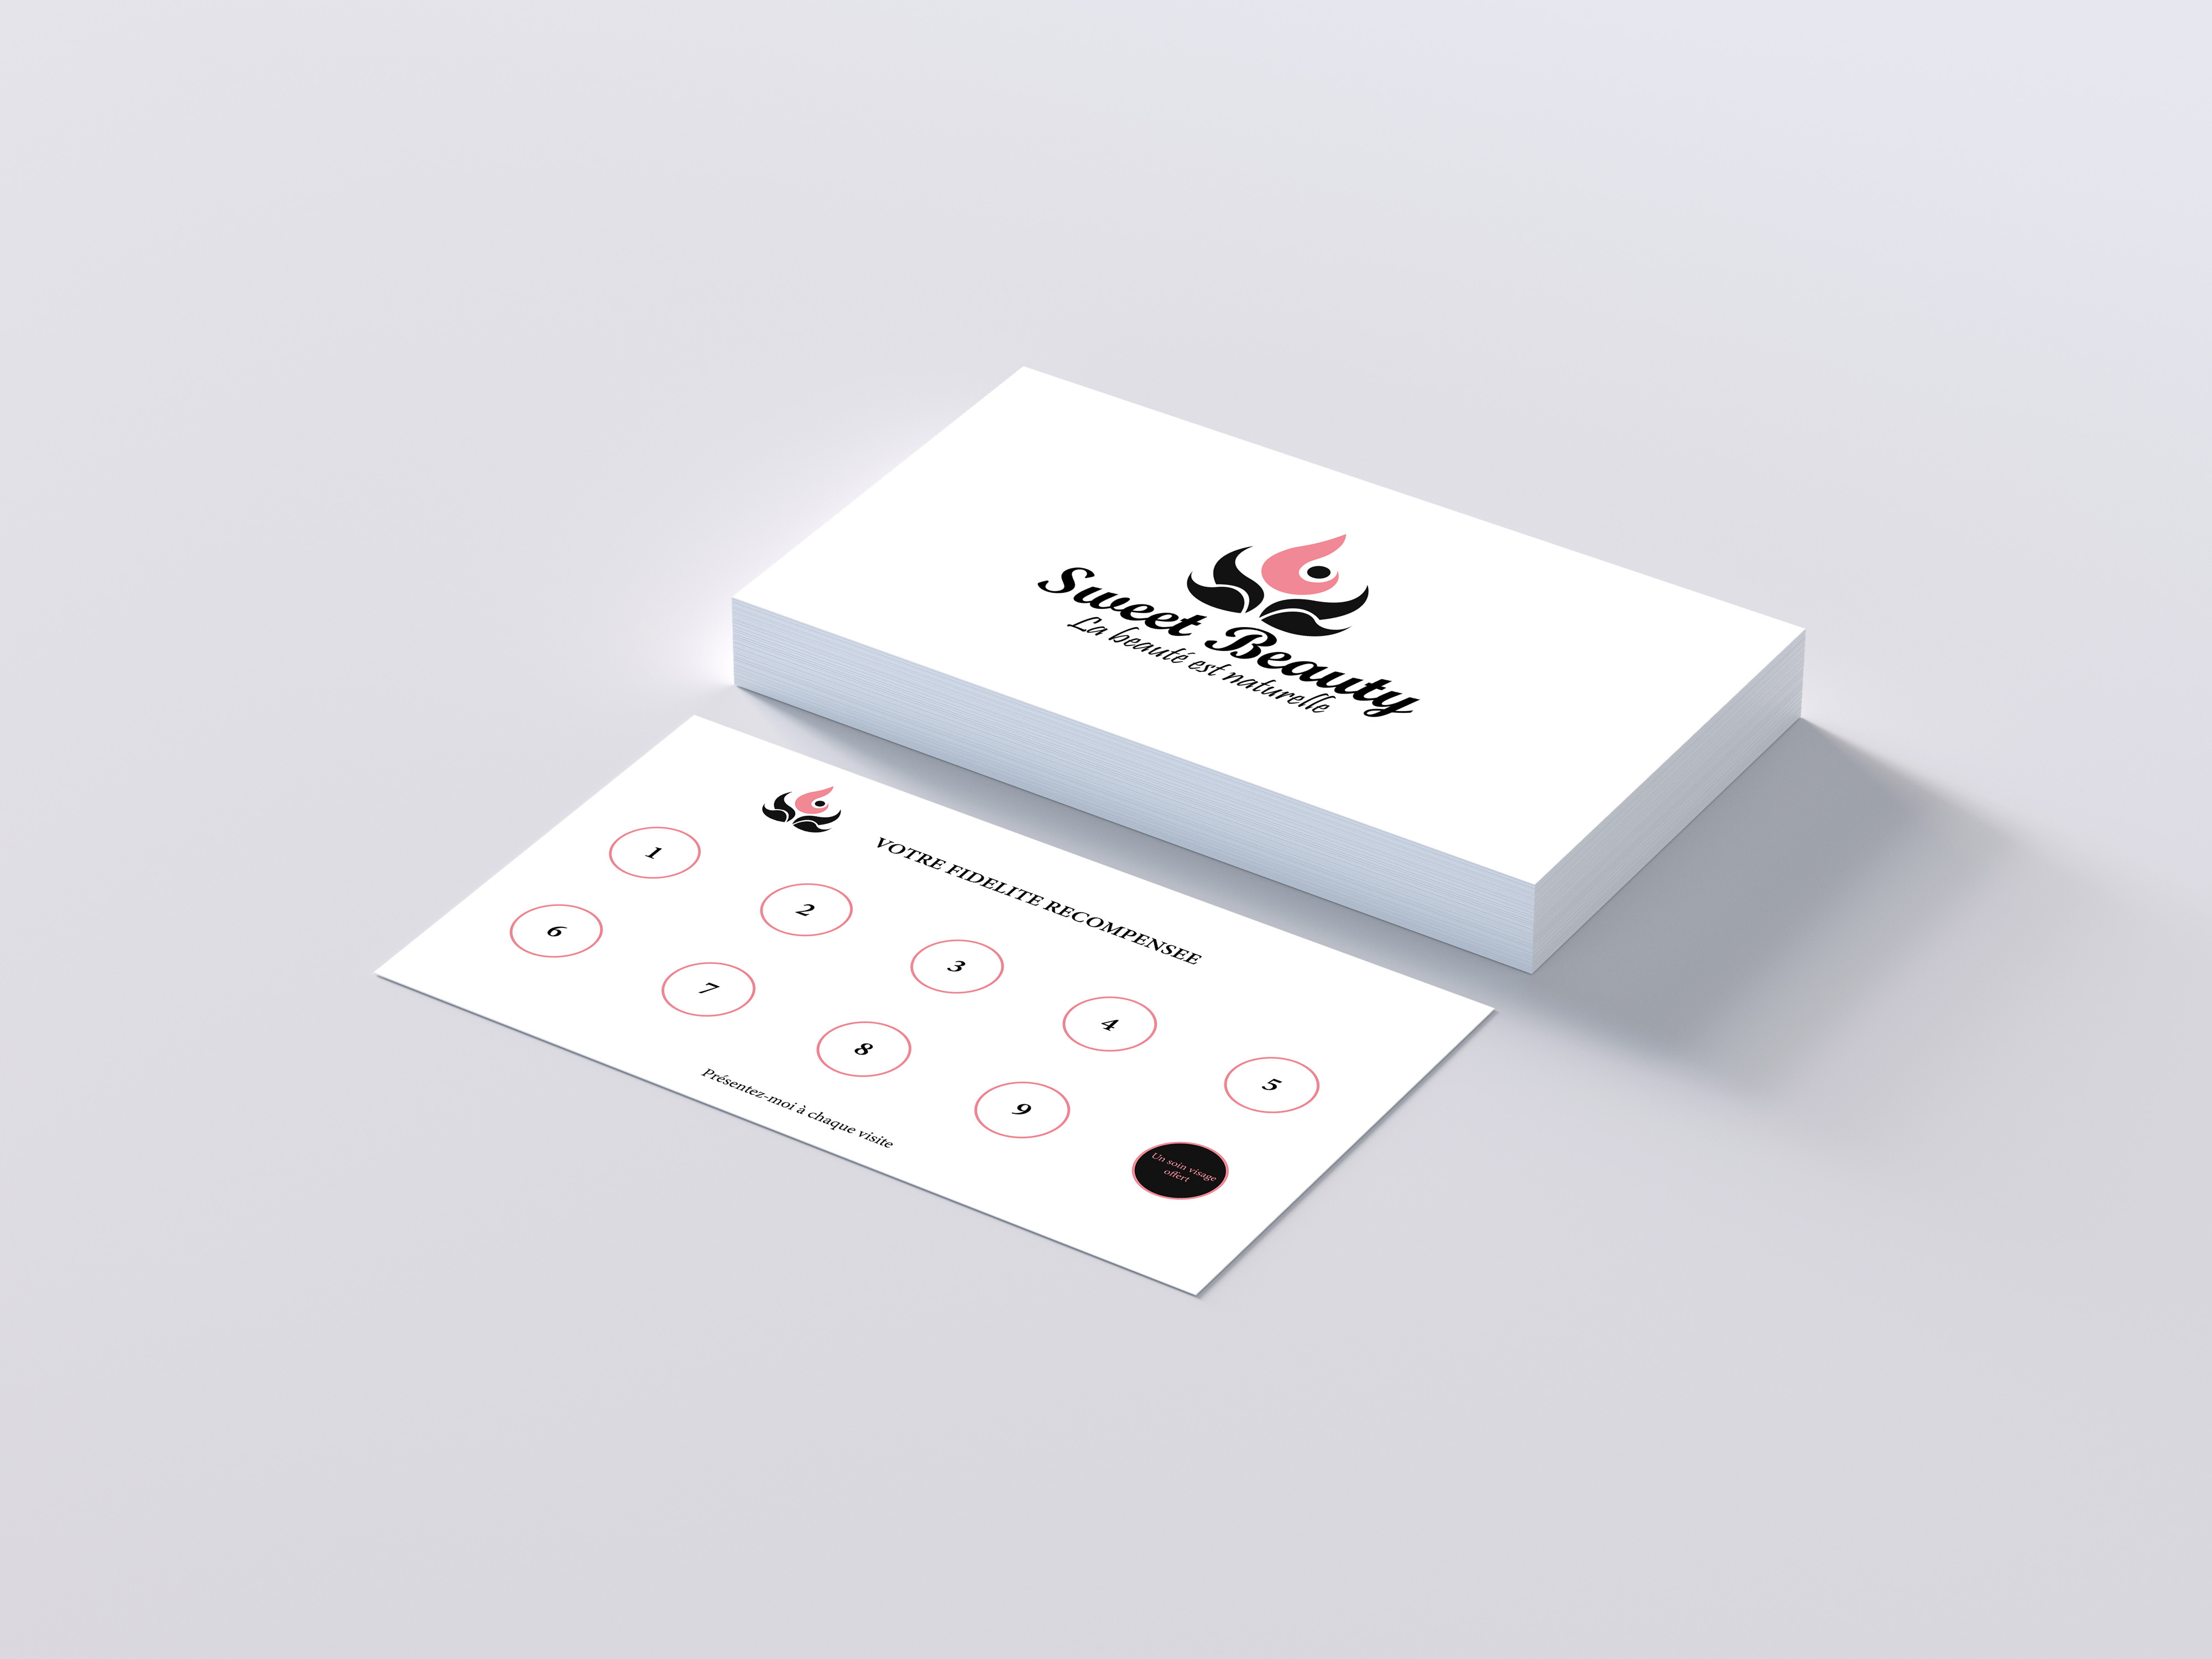 Sweet Beauty
La beauté est naturelle
VOTRE FIDELITE RECOMPENSEE
1
2
3
4
5
6
7
8
9
Un soin visage
offert
Présentez-moi à chaque visite